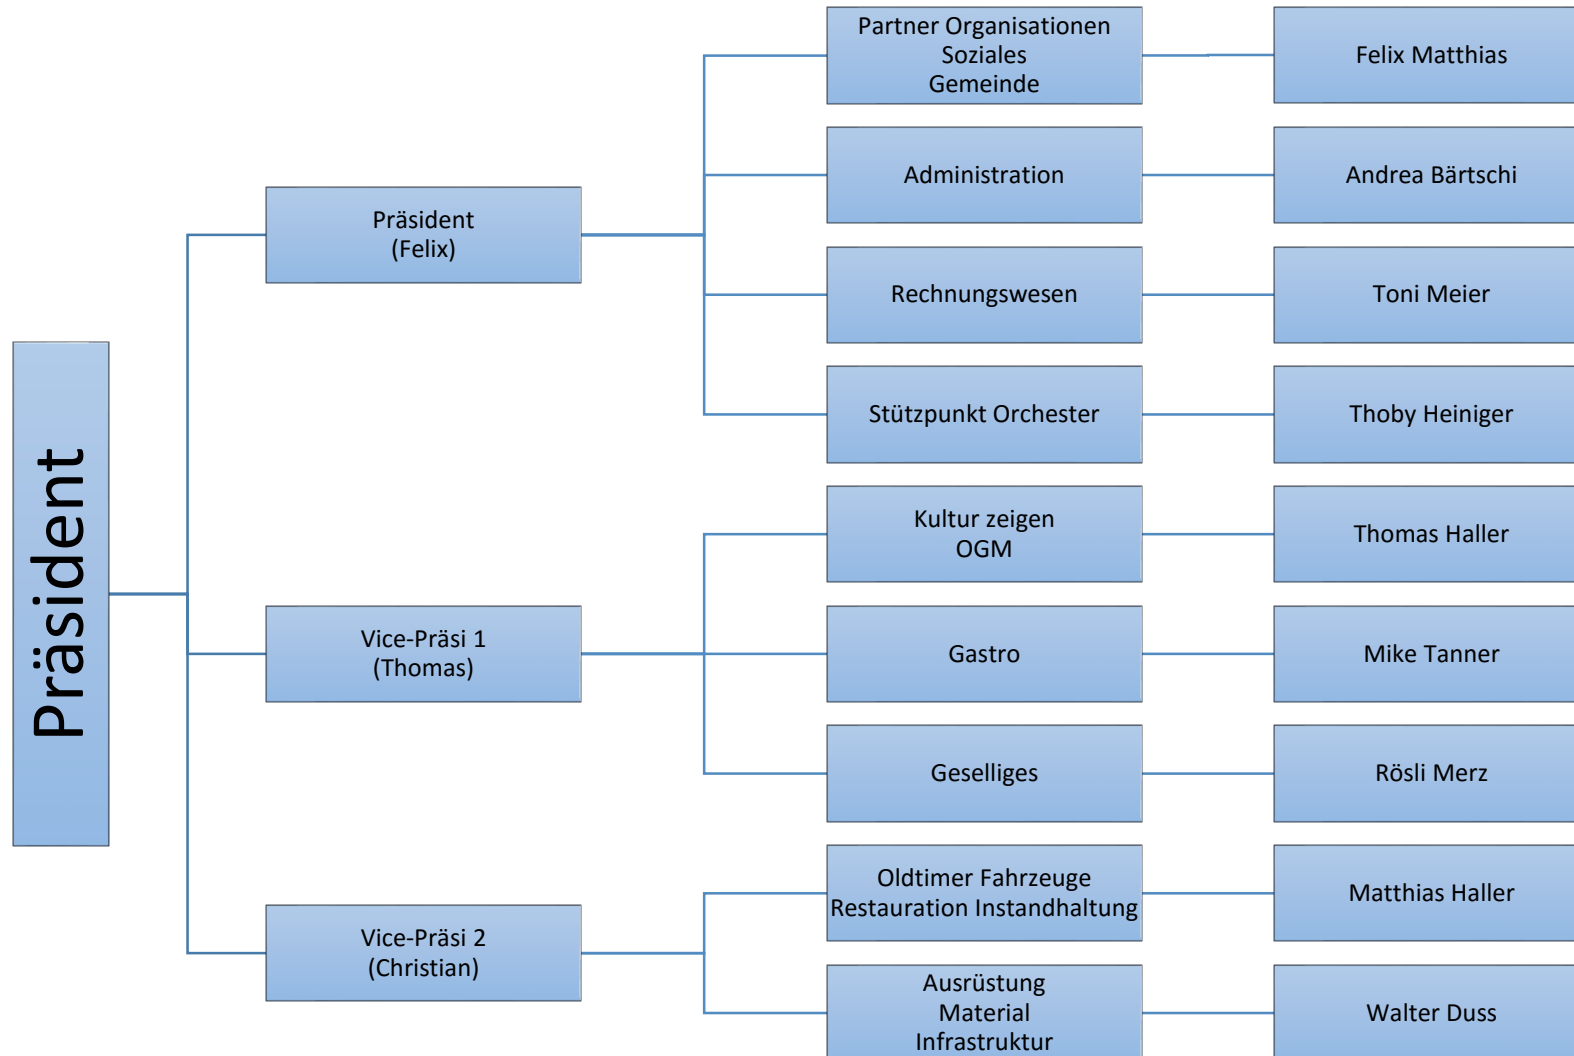 Präsident
Präsident
(Felix)
Partner Organisationen
Soziales
Gemeinde
Felix Matthias
Administration
Andrea Bärtschi
Rechnungswesen
Toni Meier
Stützpunkt Orchester
Thoby Heiniger
Vice-Präsi 1
(Thomas)
Kultur zeigen
OGM
Thomas Haller
Gastro
Mike Tanner
Geselliges
Rösli Merz
Vice-Präsi 2
(Christian)
Oldtimer Fahrzeuge
Restauration Instandhaltung
Matthias Haller
Ausrüstung
Material
Infrastruktur
Walter Duss